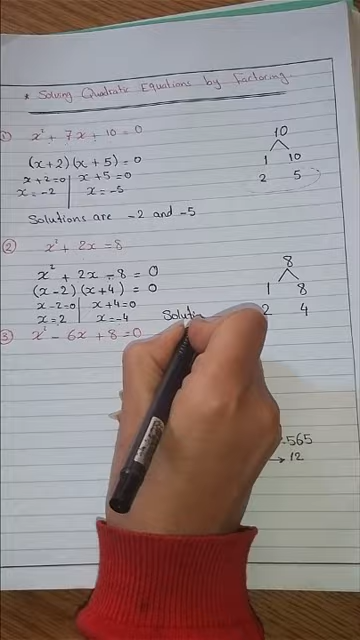 * Solving Quadratic Equations by Factoring
① x² + 7x + 10 = 0
(x+2)(x+5) = 0
x+2=0 | x+5=0
x=-2 | x=-5
10
1 10
2 5
Solutions are -2 and -5
② x² + 2x = 8
x² + 2x - 8 = 0
(x-2)(x+4) = 0
x-2=0 | x+4=0
x=2 | x=-4
8
1 8
2 4
③ x² - 6x + 8 = 0
-565
→ 12